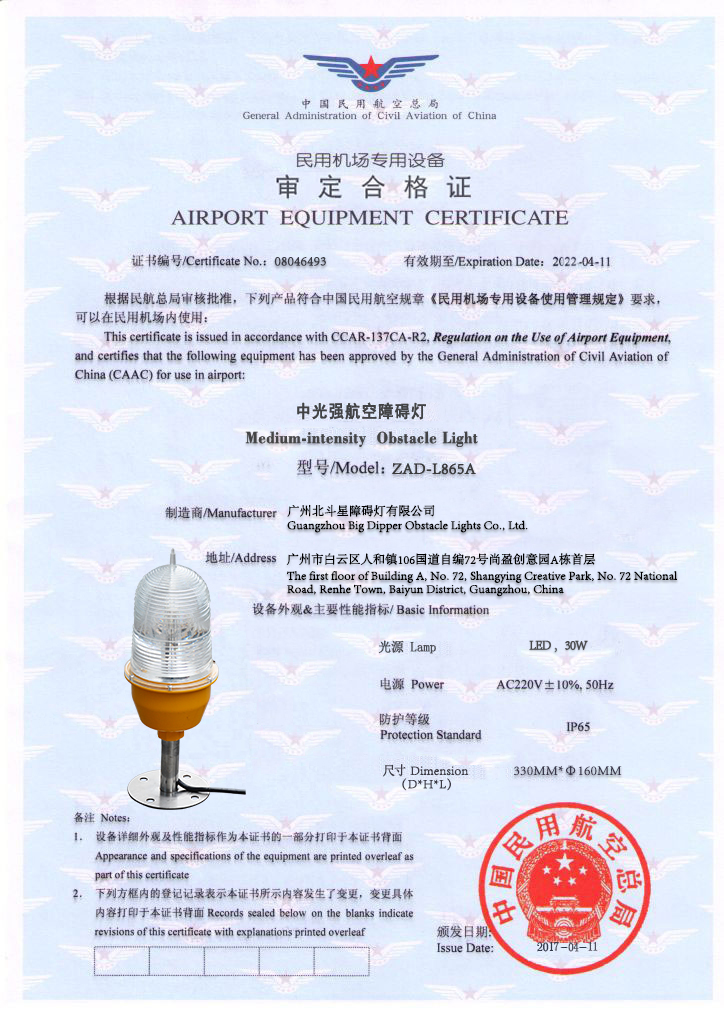 中国民用航空总局
General Administration of Civil Aviation of China
民用机场专用设备
审定合格证
AIRPORT EQUIPMENT CERTIFICATE
证书编号/Certificate No.: 08046493 有效期至/Expiration Date: 2022-04-11
根据民航总局审核批准，下列产品符合中国民用航空规章《民用机场专用设备使用管理规定》要求，
可以在民用机场内使用：
This certificate is issued in accordance with CCAR-137CA-R2, Regulation on the Use of Airport Equipment,
and certifies that the following equipment has been approved by the General Administration of Civil Aviation of
China (CAAC) for use in airport:
中光强航空障碍灯
Medium-intensity Obstacle Light
型号/Model: ZAD-L865A
制造商/Manufacturer 广州北斗星障碍灯有限公司
Guangzhou Big Dipper Obstacle Lights Co., Ltd.
地址/Address 广州市白云区人和镇106国道自编72号尚盈创意园A栋首层
The first floor of Building A, No. 72, Shangying Creative Park, No. 72 National
Road, Renhe Town, Baiyun District, Guangzhou, China
设备外观&主要性能指标/ Basic Information
光源 Lamp LED, 30W
电源 Power AC220V±10%, 50Hz
防护等级
Protection Standard IP65
尺寸 Dimension 330MM*Φ160MM
(D*H*L)
备注 Notes:
1. 设备详细外观及性能指标作为本证书的一部分打印于本证书背面
Appearance and specifications of the equipment are printed overleaf as
part of this certificate
2. 下列方框内的登记记录表示本证书所示内容发生了变更，变更具体
内容打印于本证书背面 Records sealed below on the blanks indicate
revisions of this certificate with explanations printed overleaf
中国民用航空总局
颁发日期:
Issue Date: 2017-04-11